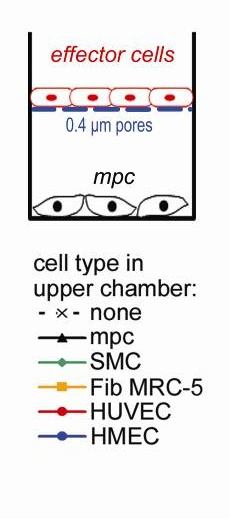 effector cells
0.4 µm pores
mpc
cell type in
upper chamber:
none
mpc
SMC
Fib MRC-5
HUVEC
HMEC